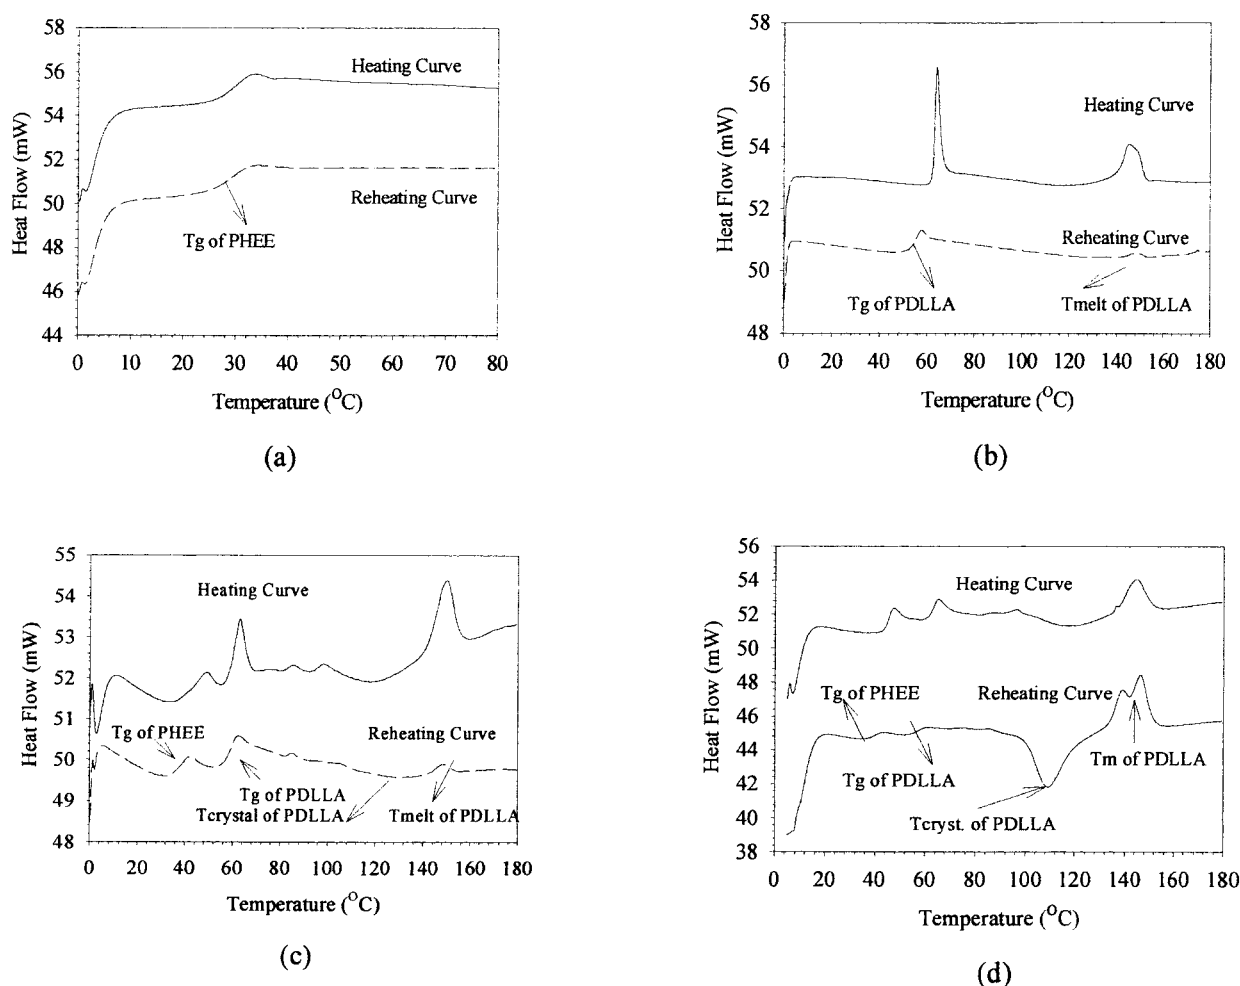 58
56
54
52
50
48
46
44
Heat Flow (mW)
Heating Curve
Reheating Curve
Tg of PHEE
0 10 20 30 40 50 60 70 80
Temperature (OC)
(a)
58
56
54
52
50
48
Heat Flow (mW)
Heating Curve
Reheating Curve
Tg of PDLLA
Tmelt of PDLLA
0 20 40 60 80 100 120 140 160 180
Temperature (OC)
(b)
55
54
53
52
51
50
49
48
Heat Flow (mW)
Heating Curve
Tg of PHEE
Reheating Curve
Tg of PDLLA
Tcrystal of PDLLA
Tmelt of PDLLA
0 20 40 60 80 100 120 140 160 180
Temperature (OC)
(c)
56
54
52
50
48
46
44
42
40
38
Heat Flow (mW)
Heating Curve
Tg of PHEE
Reheating Curve
Tg of PDLLA
Tm of PDLLA
Tcryst. of PDLLA
0 20 40 60 80 100 120 140 160 180
Temperature (OC)
(d)